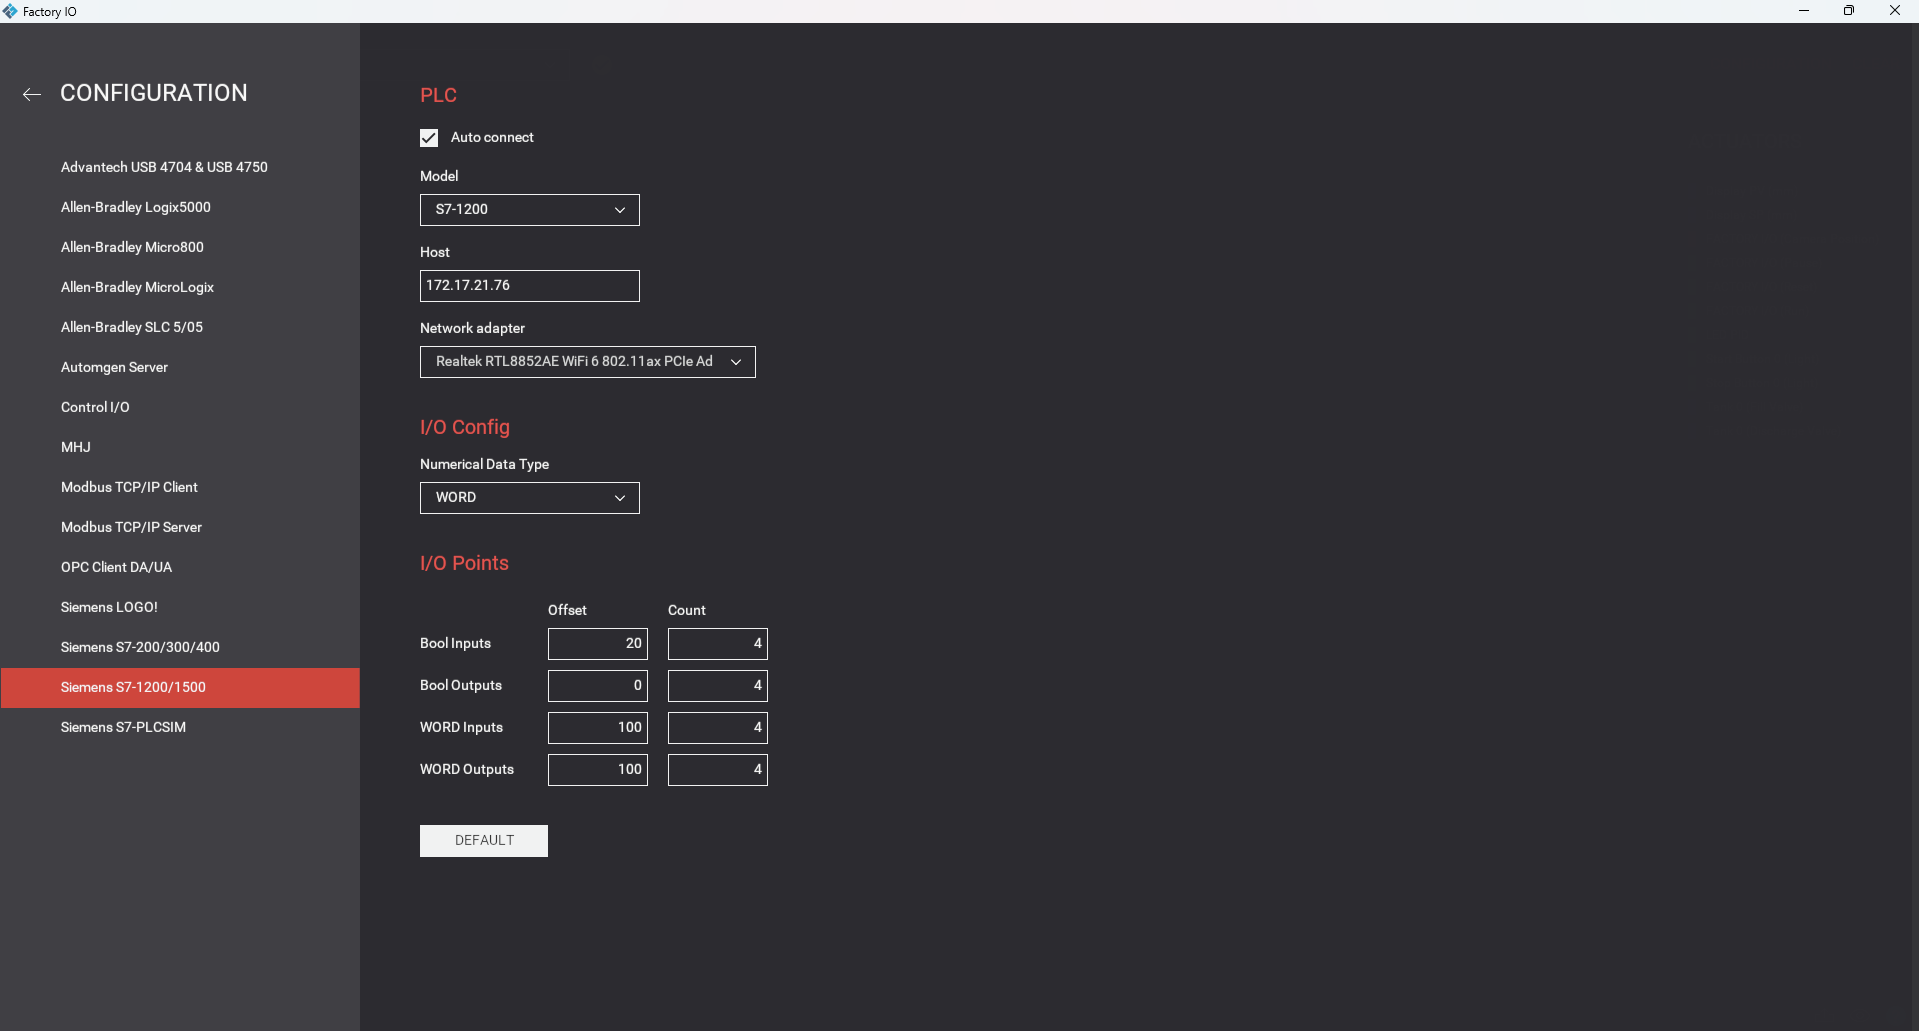 Factory IO
CONFIGURATION
Advantech USB 4704 & USB 4750
Allen-Bradley Logix5000
Allen-Bradley Micro800
Allen-Bradley MicroLogix
Allen-Bradley SLC 5/05
Automgen Server
Control I/O
MHJ
Modbus TCP/IP Client
Modbus TCP/IP Server
OPC Client DA/UA
Siemens LOGO!
Siemens S7-200/300/400
Siemens S7-1200/1500
Siemens S7-PLCSIM
PLC
Auto connect
Model
S7-1200
Host
172.17.21.76
Network adapter
Realtek RTL8852AE WiFi 6 802.11ax PCIe Ad
I/O Config
Numerical Data Type
WORD
I/O Points
Offset Count
Bool Inputs 20 4
Bool Outputs 0 4
WORD Inputs 100 4
WORD Outputs 100 4
DEFAULT